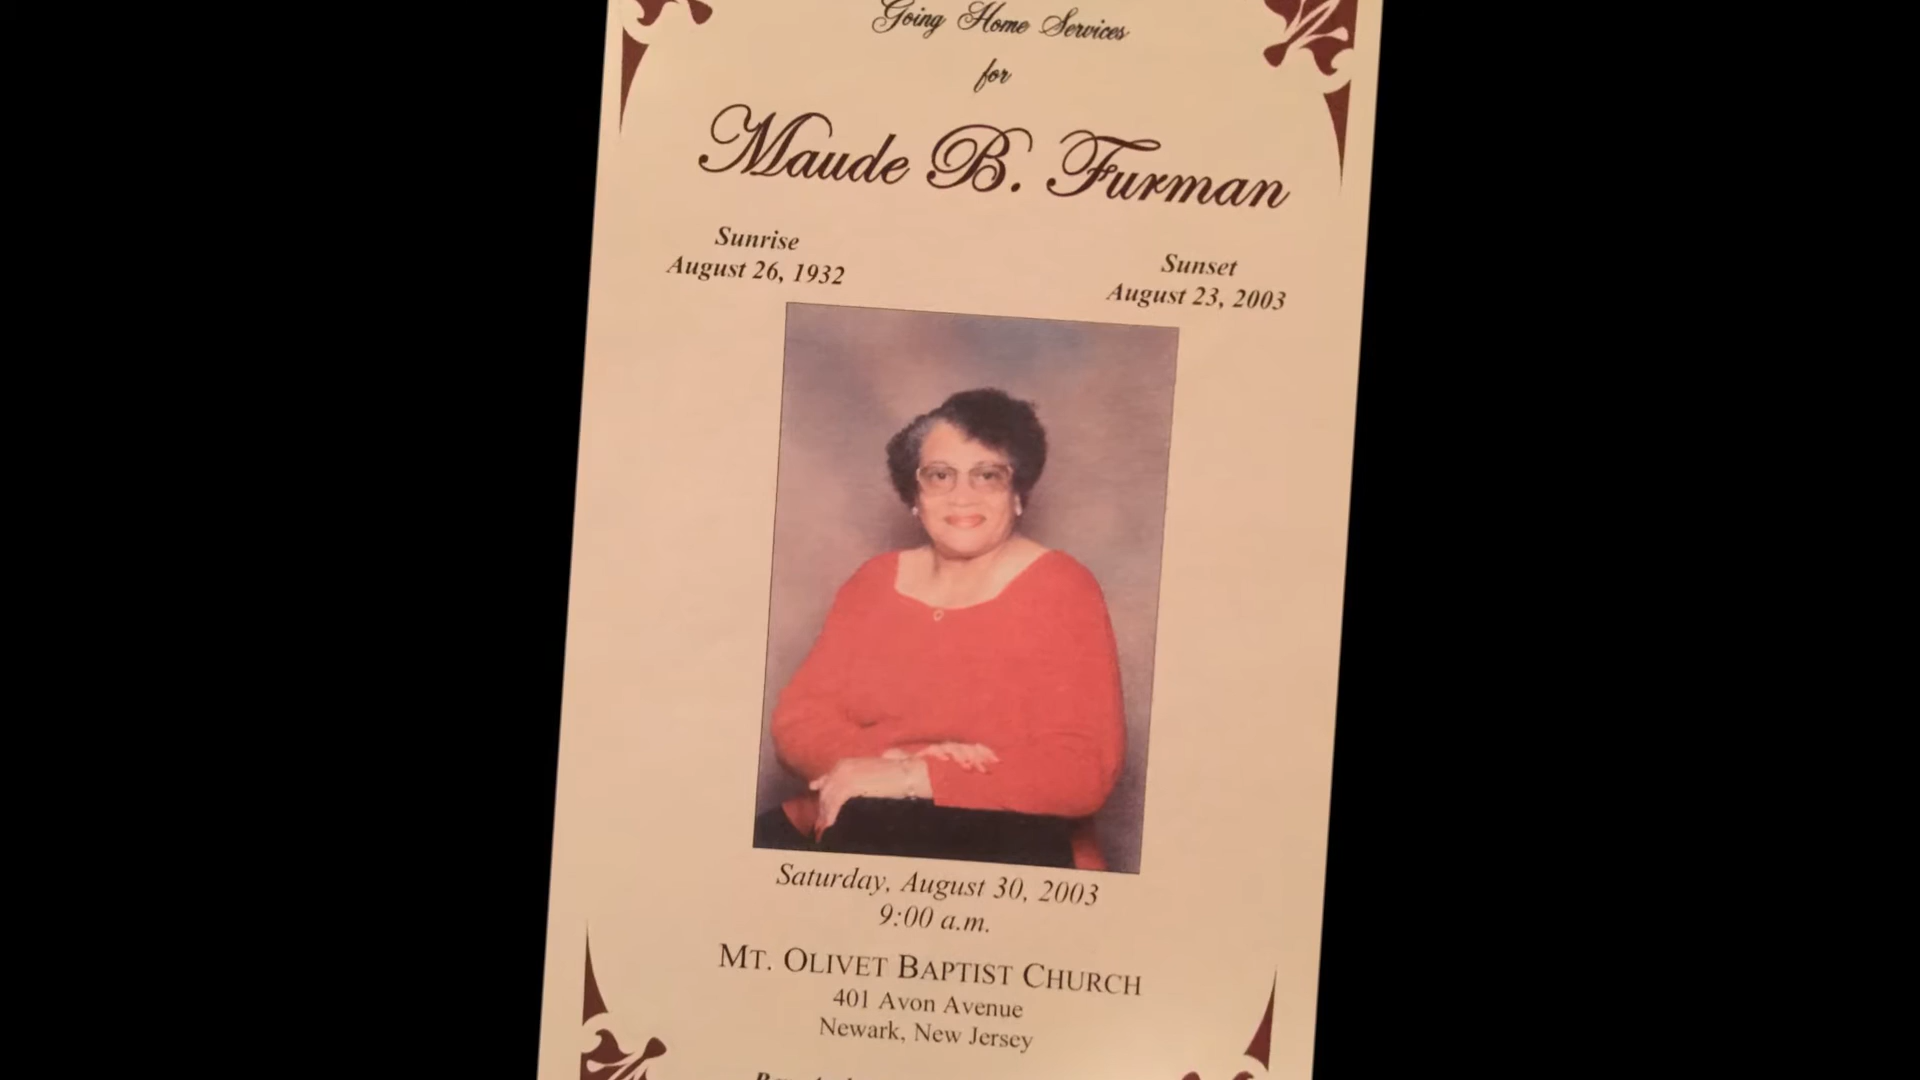 Going Home Services
for
Maude B. Furman
Sunrise
August 26, 1932
Sunset
August 23, 2003
Saturday, August 30, 2003
9:00 a.m.
MT. OLIVET BAPTIST CHURCH
401 Avon Avenue
Newark, New Jersey